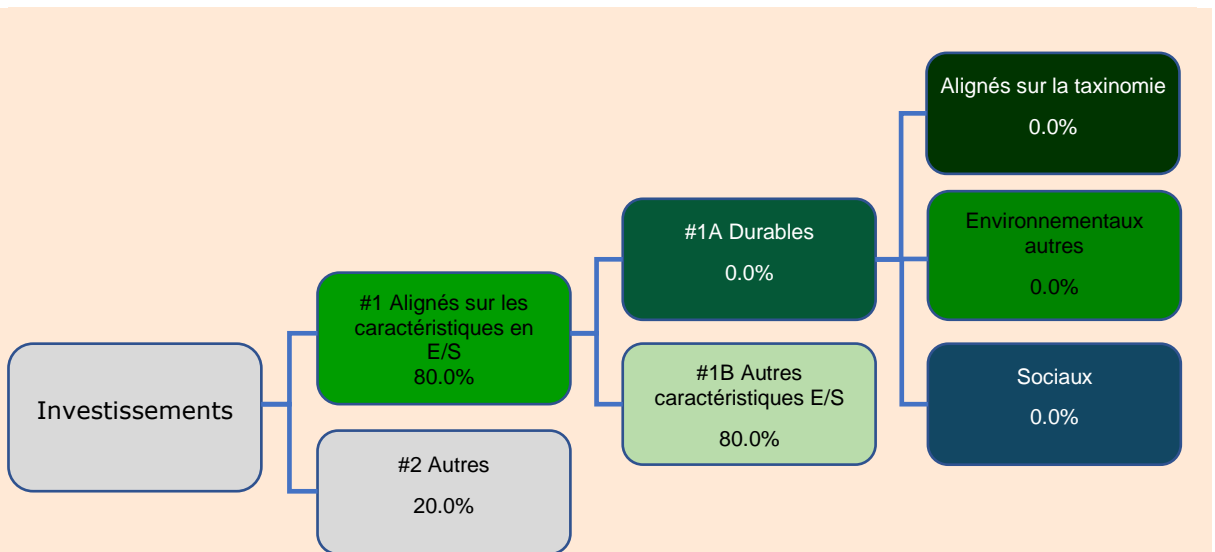 Investissements
#1 Alignés sur les
caractéristiques en
E/S
80.0%
#2 Autres
20.0%
#1A Durables
0.0%
#1B Autres
caractéristiques E/S
80.0%
Alignés sur la taxinomie
0.0%
Environnementaux
autres
0.0%
Sociaux
0.0%